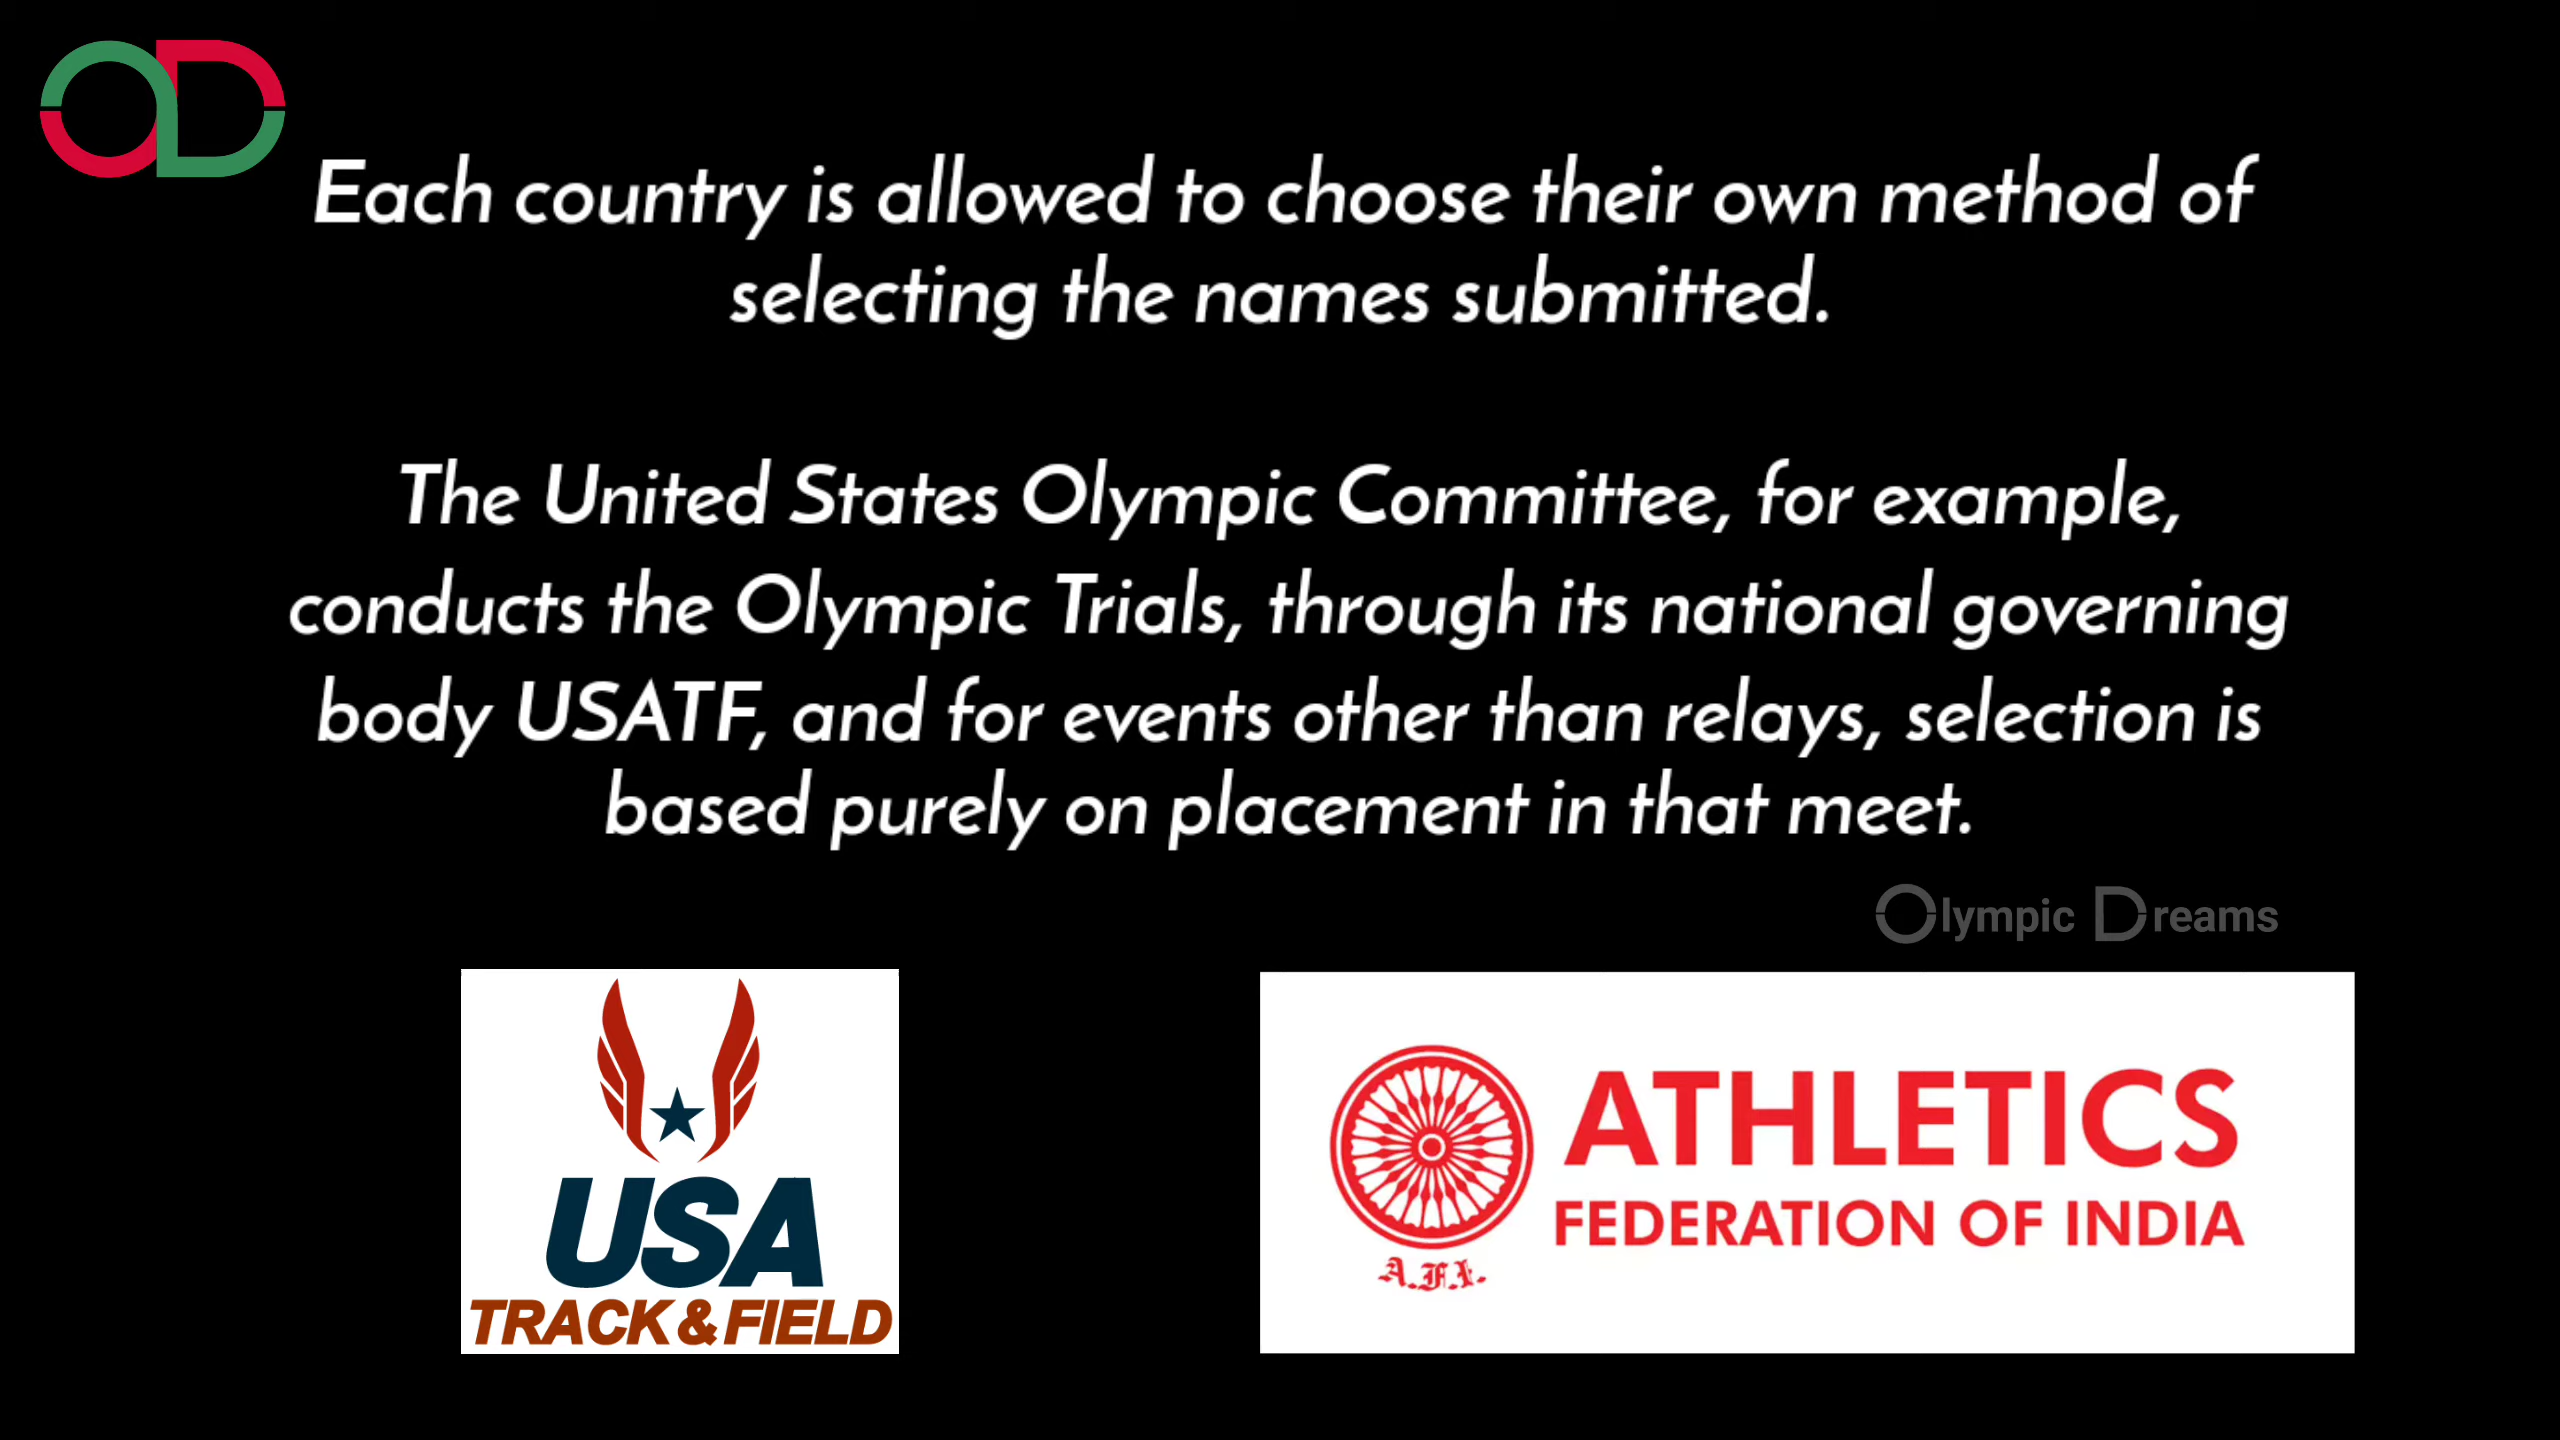 OD
Each country is allowed to choose their own method of
selecting the names submitted.
The United States Olympic Committee, for example,
conducts the Olympic Trials, through its national governing
body USATF, and for events other than relays, selection is
based purely on placement in that meet.
Olympic Dreams
USA
TRACK & FIELD
ATHLETICS
FEDERATION OF INDIA
A.F.I.